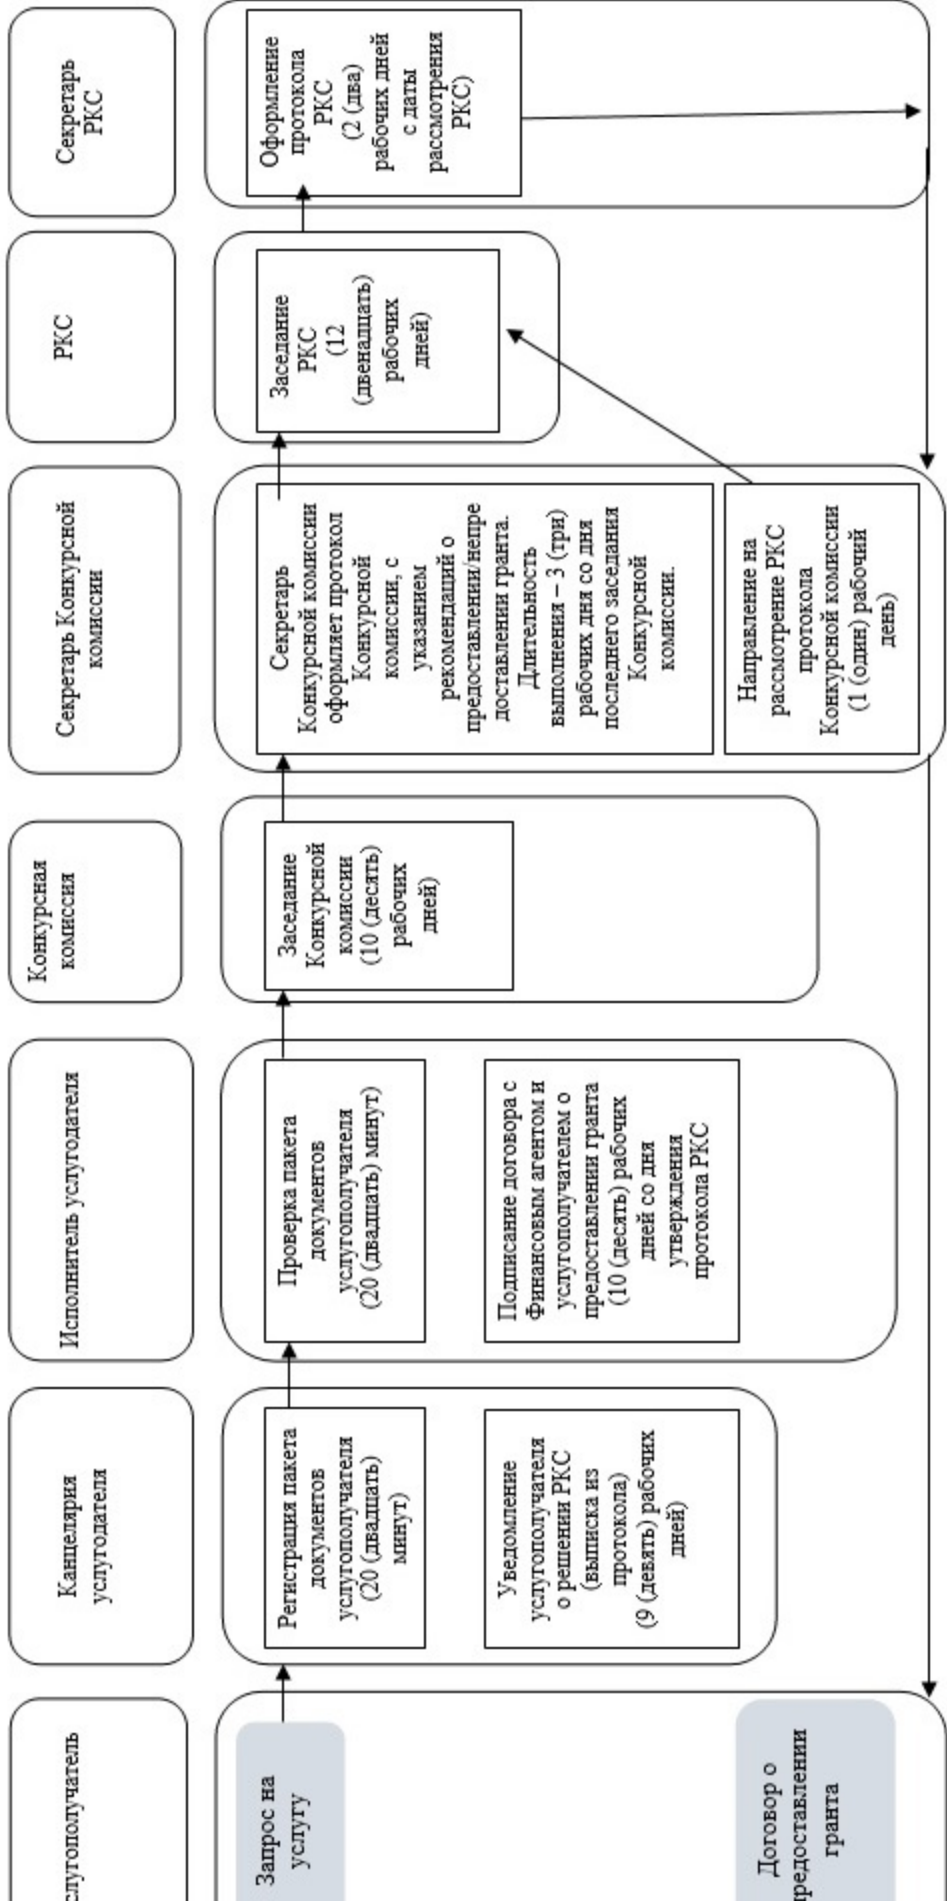 слугополучатель
Канцелярия
услугодателя
Исполнитель услугодателя
Конкурсная
комиссия
Секретарь Конкурсной
комиссии
РКС
Секретарь
РКС
Запрос на
услугу
Регистрация пакета
документов
услугополучателя
(20 (двадцать)
минут)
Проверка пакета
документов
услугополучателя
(20 (двадцать) минут)
Заседание
Конкурсной
комиссии
(10 (десять)
рабочих
дней)
Секретарь
Конкурсной комиссии
оформляет протокол
Конкурсной
комиссии, с
указанием
рекомендаций о
предоставлении/непре
доставлении гранта.
Длительность
выполнения – 3 (три)
рабочих дня со дня
последнего заседания
Конкурсной
комиссии.
Заседание
РКС
(12
(двенадцать)
рабочих
дней)
Оформление
протокола
РКС
(2 (два)
рабочих дней
с даты
рассмотрения
РКС)
Договор о
предоставлении
гранта
Уведомление
услугополучателя
о решении РКС
(выписка из
протокола)
(9 (девять) рабочих
дней)
Подписание договора с
Финансовым агентом и
услугополучателем о
предоставлении гранта
(10 (десять) рабочих
дней со дня
утверждения
протокола РКС
Направление на
рассмотрение РКС
протокола
Конкурсной комиссии
(1 (один) рабочий
день)